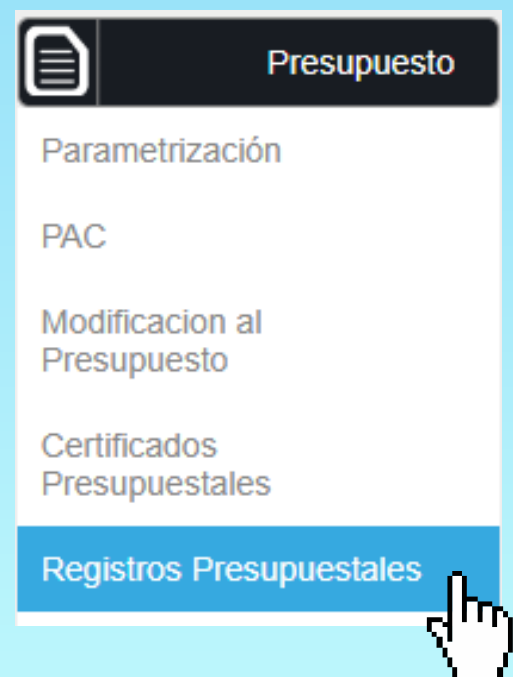 Presupuesto
Parametrización
PAC
Modificacion al
Presupuesto
Certificados
Presupuestales
Registros Presupuestales